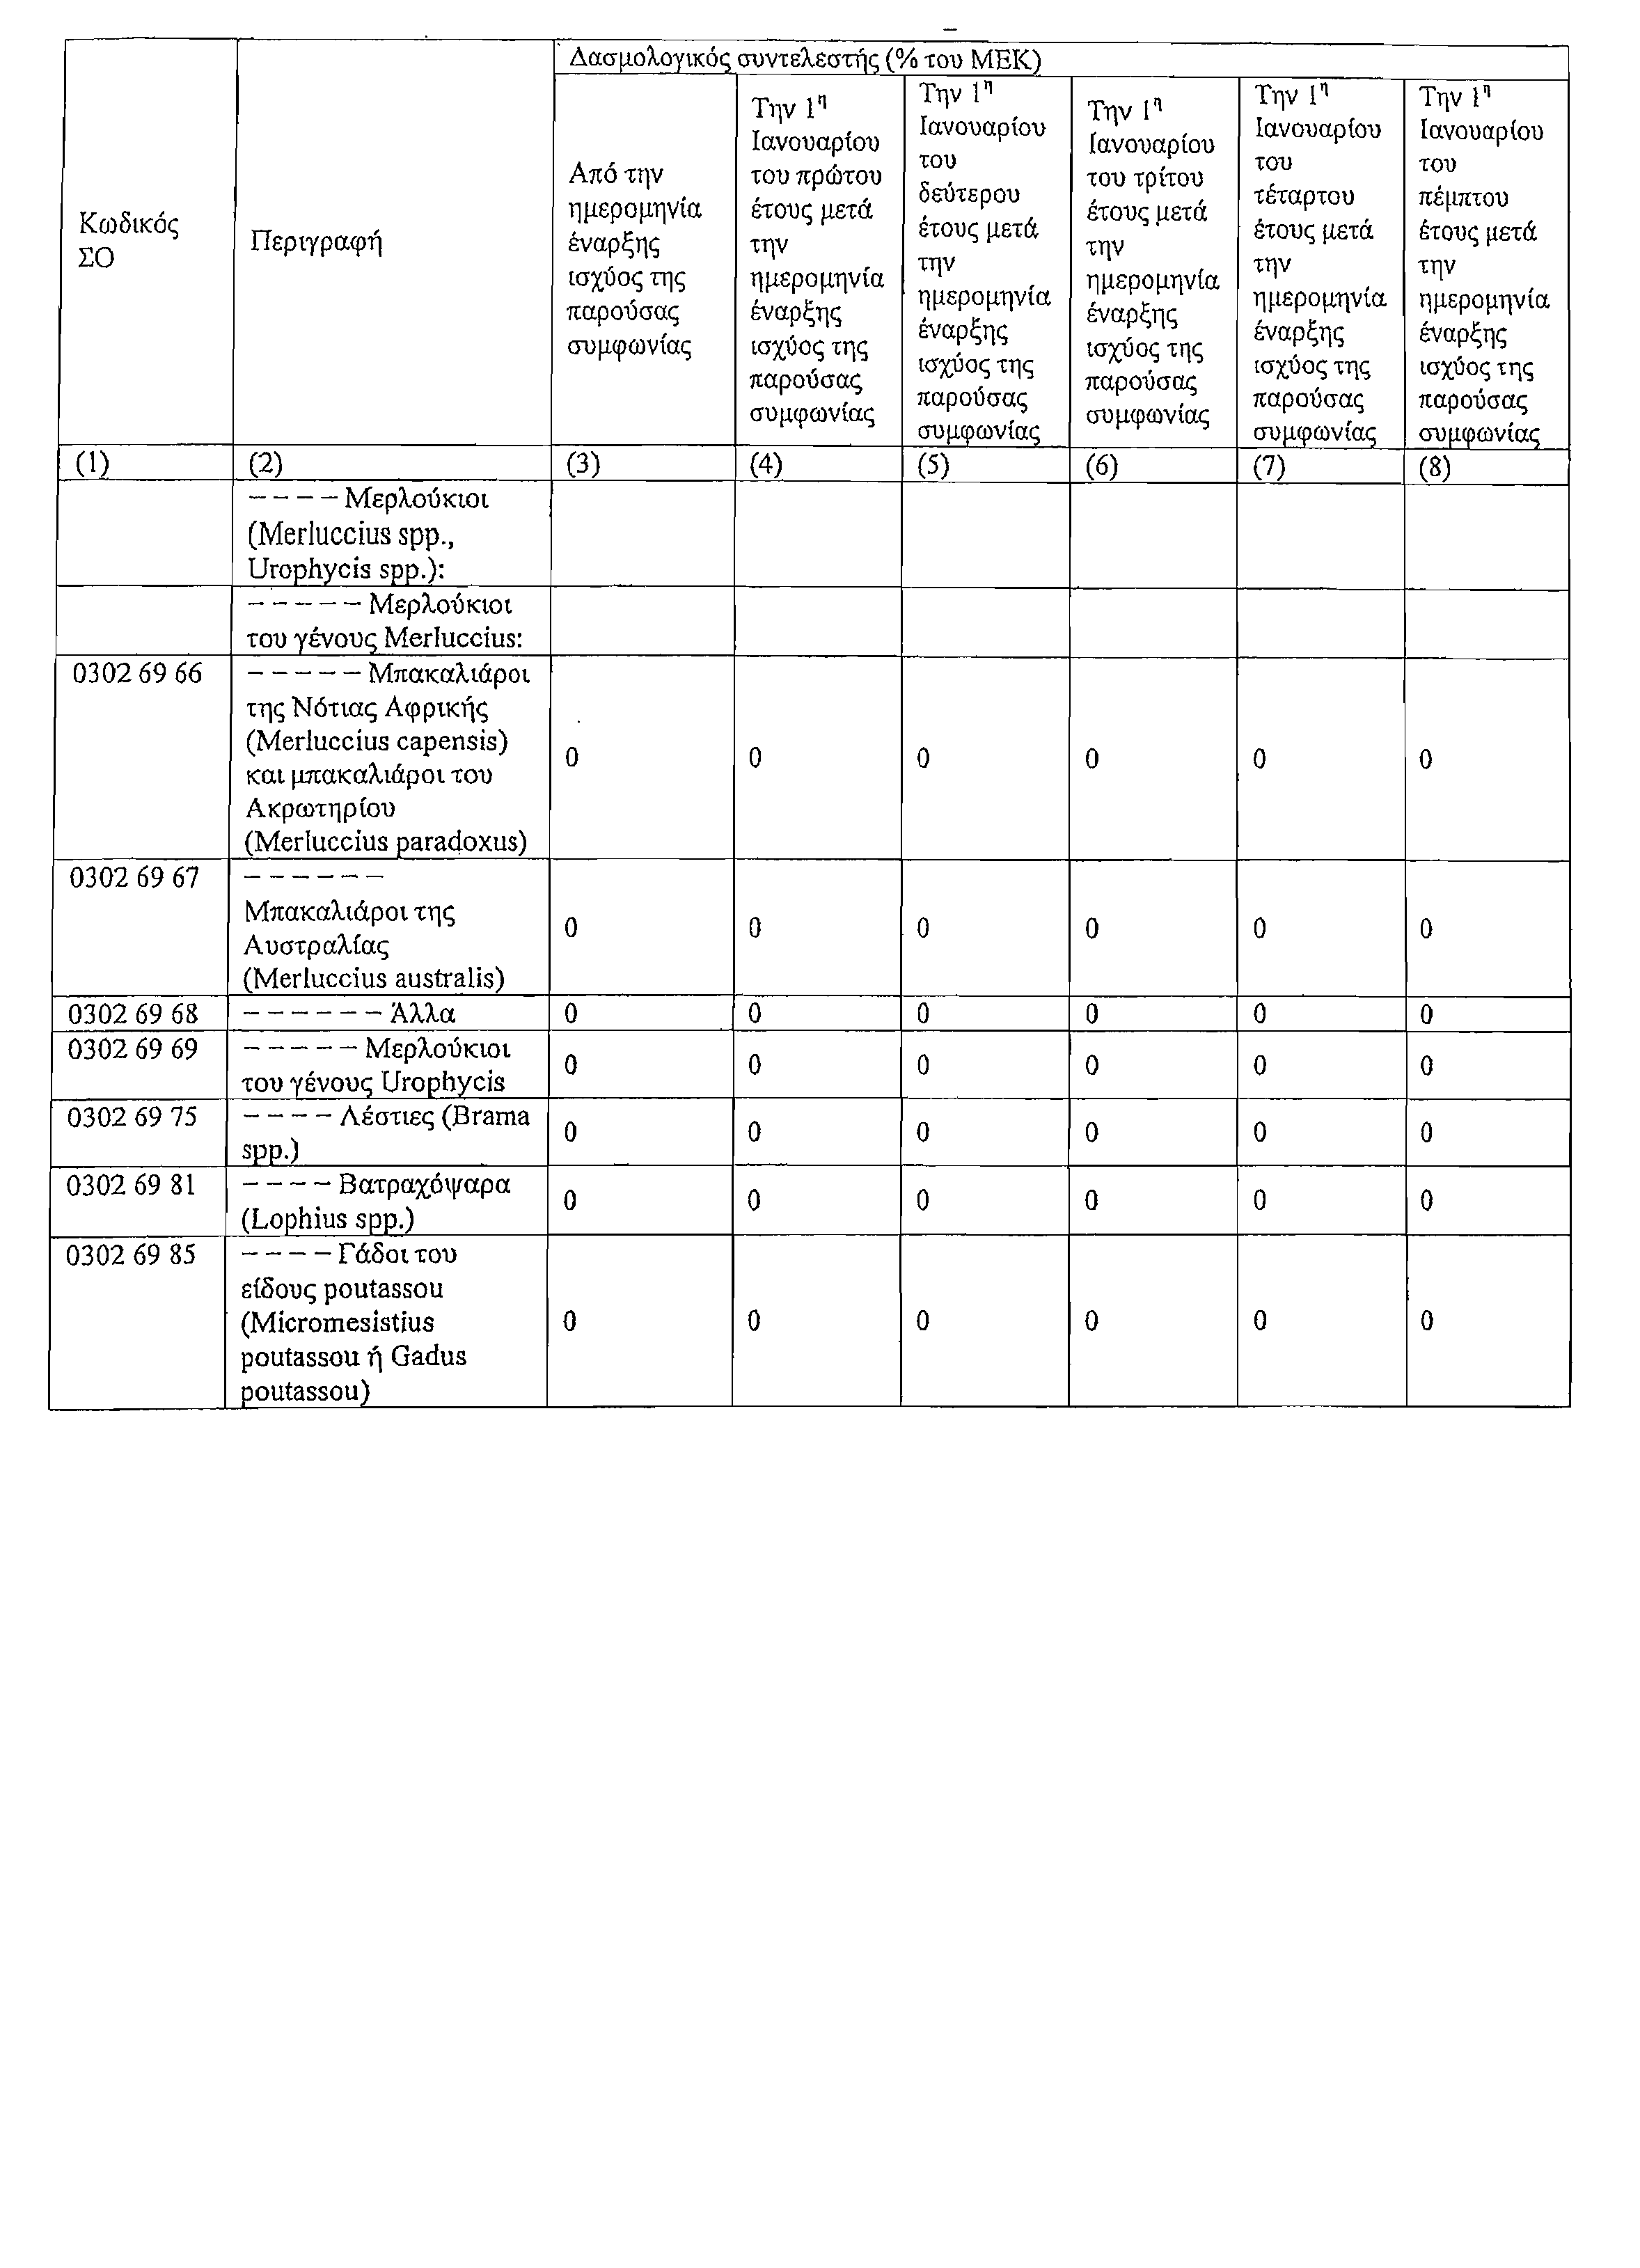 Δασμολογικός συντελεστής (% του ΜΕΚ)
Κωδικός
ΣΟ
Περιγραφή
Από την
ημερομηνία
έναρξης
ισχύος της
παρούσας
συμφωνίας
Την 1η
Ιανουαρίου
του πρώτου
έτους μετά
την
ημερομηνία
έναρξης
ισχύος της
παρούσας
συμφωνίας
Την 1η
Ιανουαρίου
του
δεύτερου
έτους μετά
την
ημερομηνία
έναρξης
ισχύος της
παρούσας
συμφωνίας
Την 1η
Ιανουαρίου
του τρίτου
έτους μετά
την
ημερομηνία
έναρξης
ισχύος της
παρούσας
συμφωνίας
Την 1η
Ιανουαρίου
του
τέταρτου
έτους μετά
την
ημερομηνία
έναρξης
ισχύος της
παρούσας
συμφωνίας
Την 1η
Ιανουαρίου
του
πέμπτου
έτους μετά
την
ημερομηνία
έναρξης
ισχύος της
παρούσας
συμφωνίας
(1) (2) (3) (4) (5) (6) (7) (8)
– – – – Μερλούκιοι
(Merluccius spp.,
Urophycis spp.):
– – – – – Μερλούκιοι
του γένους Merluccius:
0302 69 66 – – – – – Μπακαλιάροι
της Νότιας Αφρικής
(Merluccius capensis)
και μπακαλιάροι του
Ακρωτηρίου
(Merluccius paradoxus)
0 0 0 0 0 0
0302 69 67 – – – – – –
Μπακαλιάροι της
Αυστραλίας
(Merluccius australis)
0 0 0 0 0 0
0302 69 68 – – – – – – Άλλα 0 0 0 0 0 0
0302 69 69 – – – – – Μερλούκιοι
του γένους Urophycis
0 0 0 0 0 0
0302 69 75 – – – – Λέστιες (Brama
spp.)
0 0 0 0 0 0
0302 69 81 – – – – Βατραχόψαρα
(Lophius spp.)
0 0 0 0 0 0
0302 69 85 – – – – Γάδοι του
είδους poutassou
(Micromesistius
poutassou ή Gadus
poutassou)
0 0 0 0 0 0